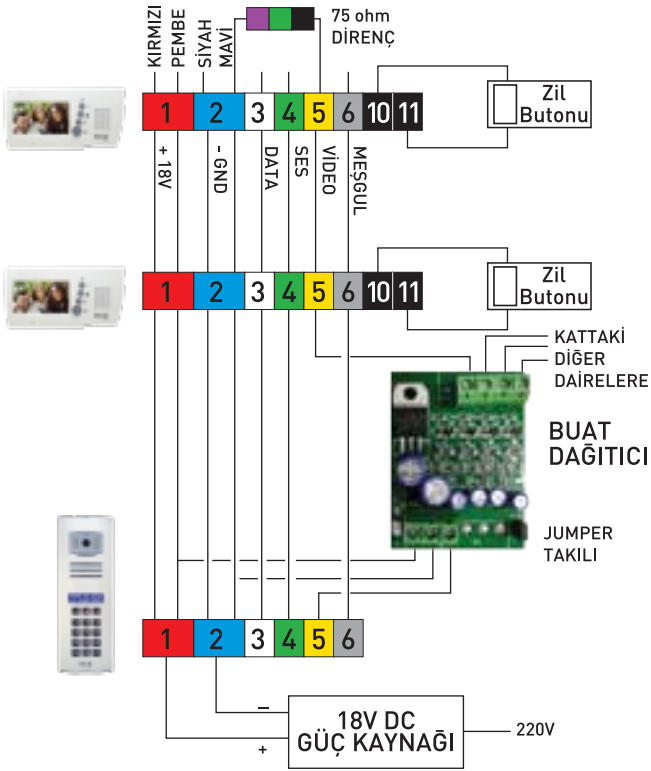 KIRMIZI
PEMBE
SİYAH
MAVİ
75 ohm
DİRENÇ
1 2 3 4 5 6 10 11
Zil
Butonu
+ 18V
- GND
DATA
SES
VİDEO
MEŞGUL
1 2 3 4 5 6 10 11
Zil
Butonu
KATTAKİ
DİĞER
DAİRELERE
BUAT
DAĞITICI
JUMPER
TAKILI
1 2 3 4 5 6
–
+
18V DC
GÜÇ KAYNAĞI
220V